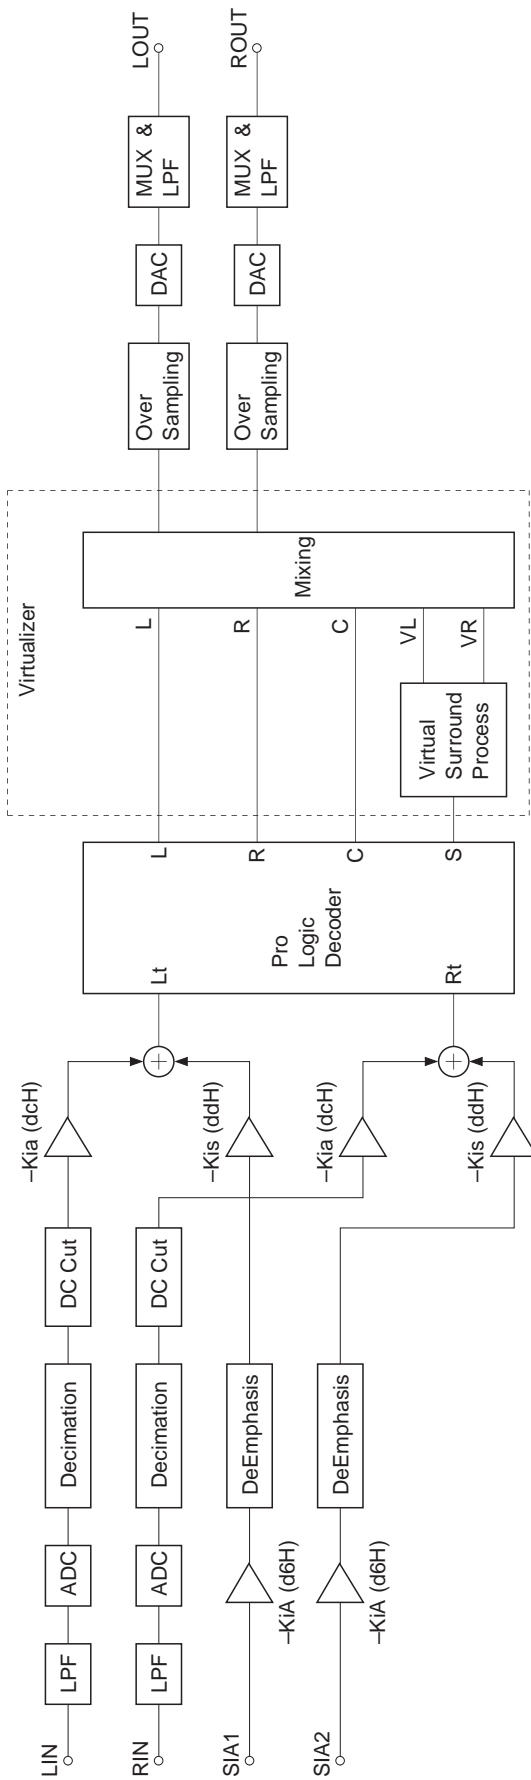 LIN
LPF
ADC
Decimation
DC Cut
–Kia (dcH)
RIN
LPF
ADC
Decimation
DC Cut
–Kis (ddH)
SIA1
–KiA (d6H)
DeEmphasis
–Kia (dcH)
SIA2
–KiA (d6H)
DeEmphasis
–Kis (ddH)
Lt
Rt
Pro
Logic
Decoder
L
R
C
S
Virtualizer
Virtual
Surround
Process
L
R
C
VL
VR
Mixing
Over
Sampling
DAC
MUX &
LPF
LOUT
Over
Sampling
DAC
MUX &
LPF
ROUT